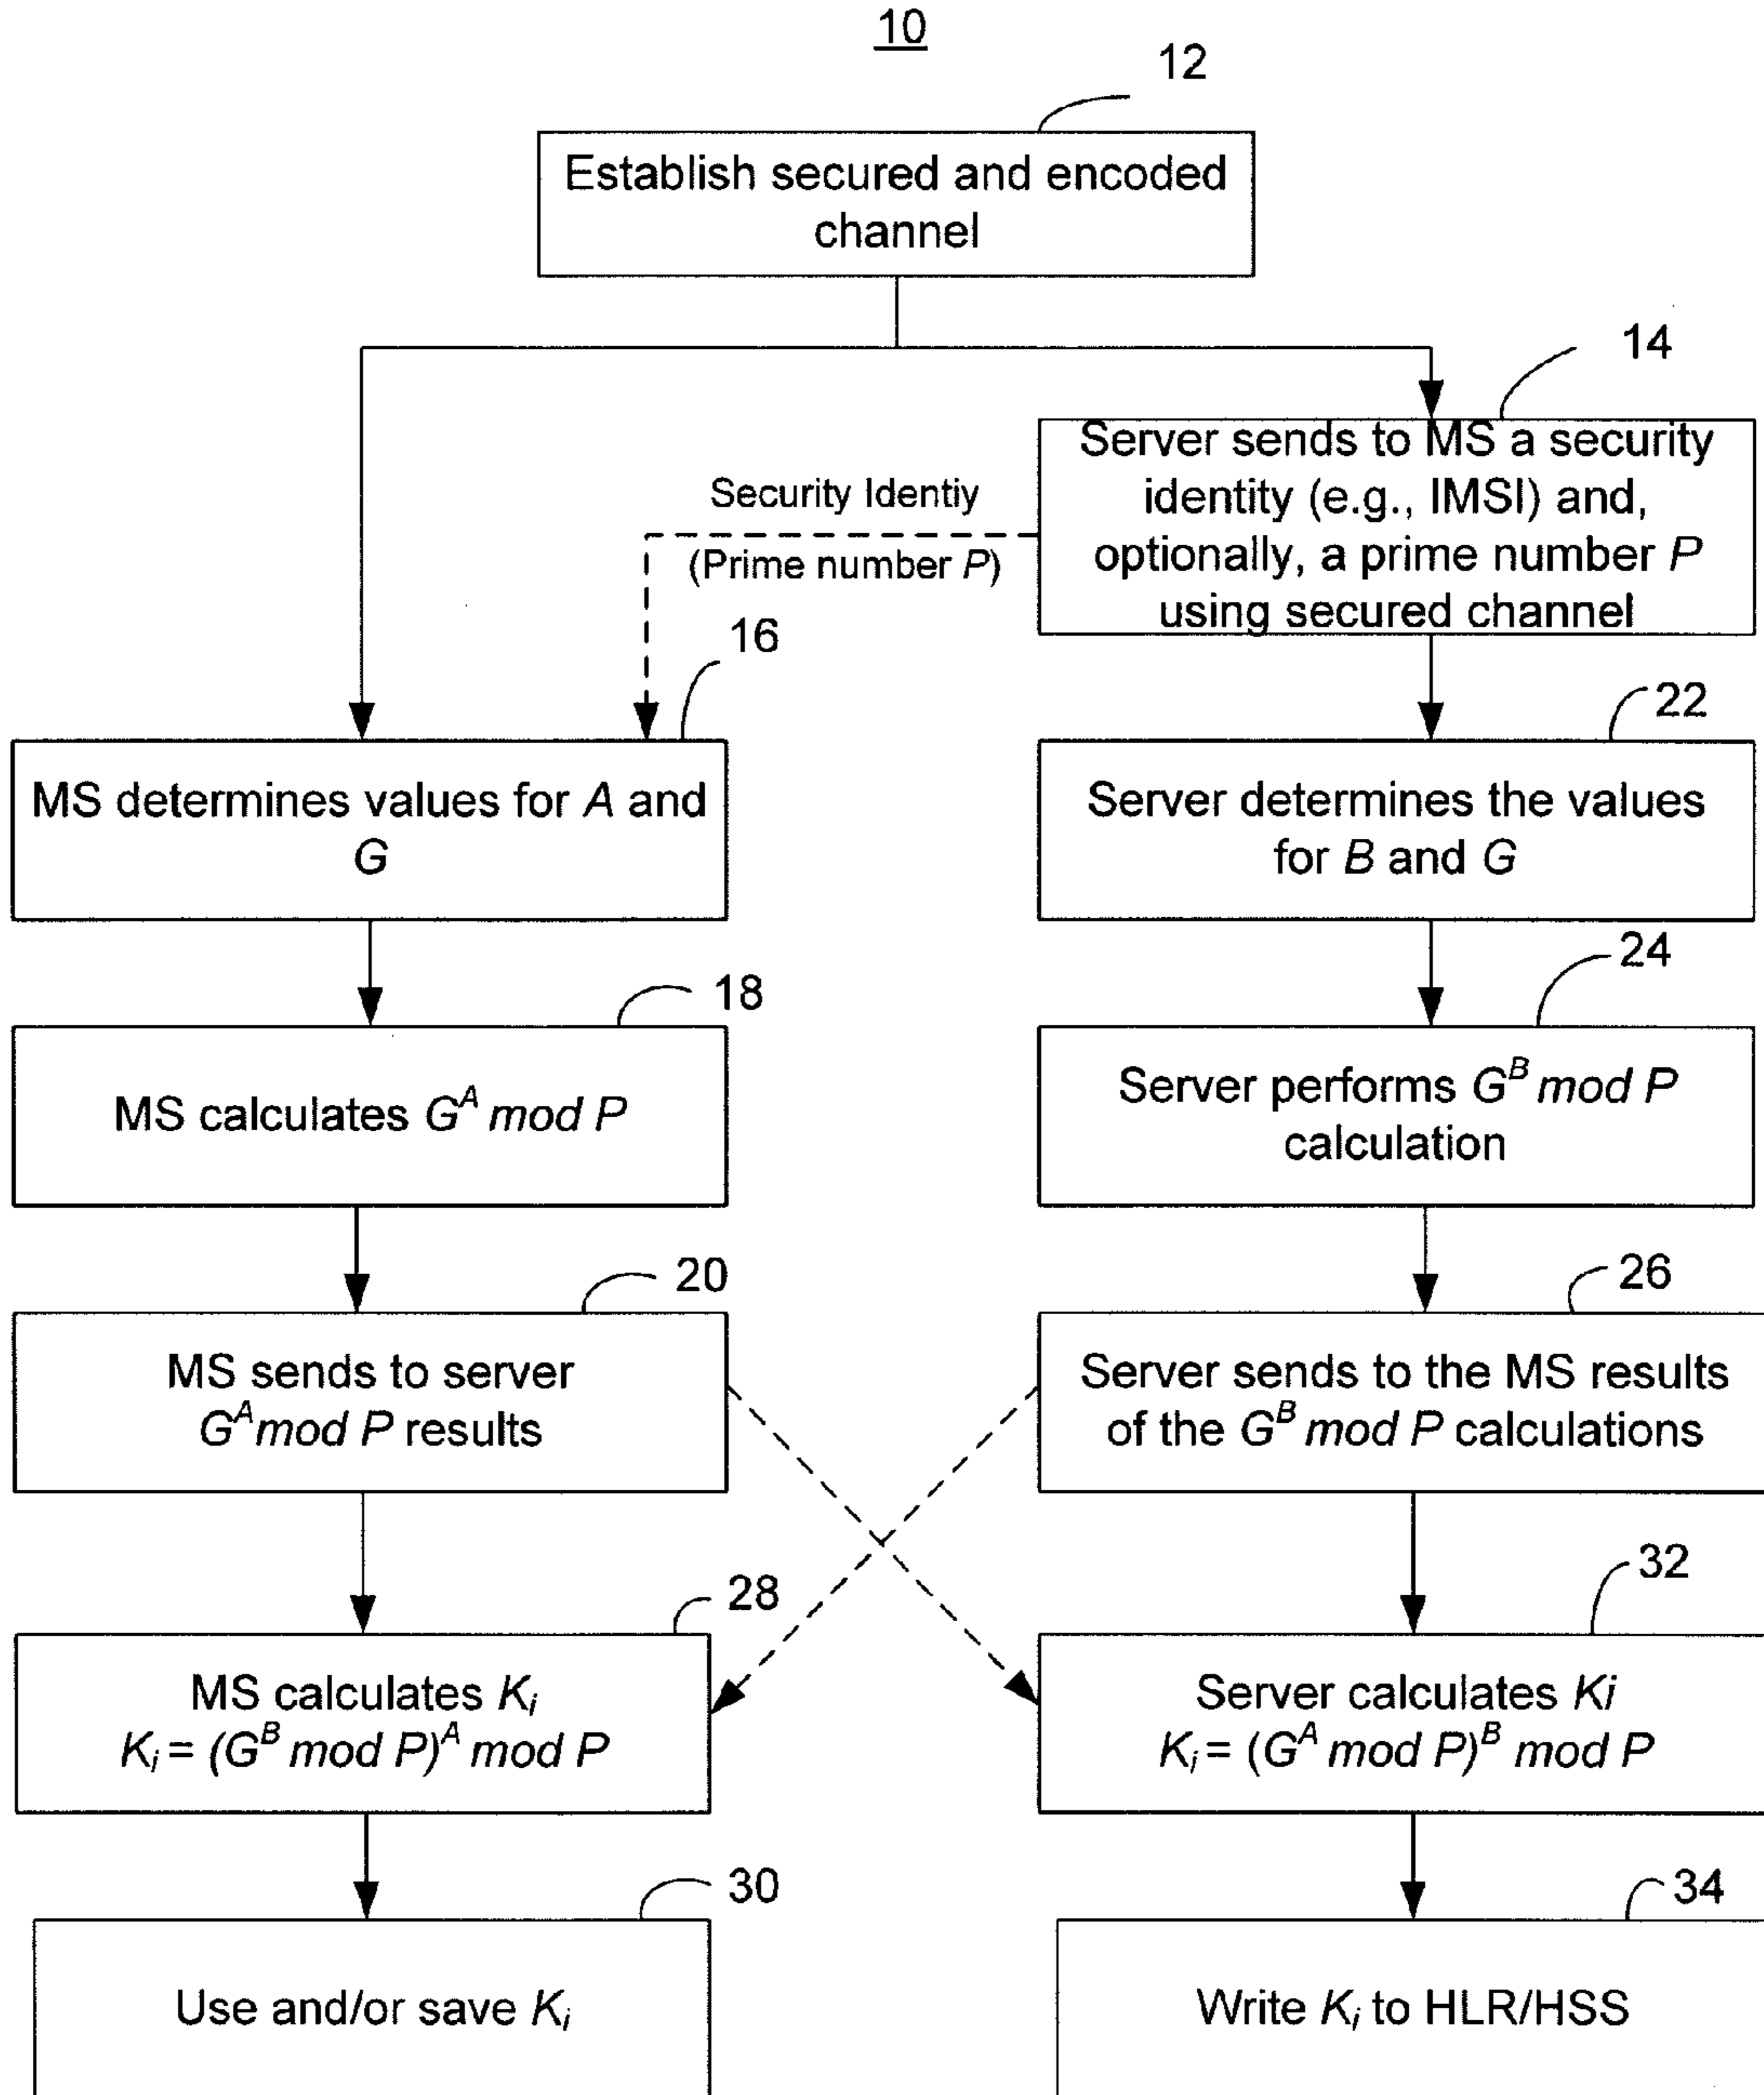 10
12
Establish secured and encoded
channel
14
Server sends to MS a security
identity (e.g., IMSI) and,
optionally, a prime number P
using secured channel
Security Identiy
(Prime number P)
16
MS determines values for A and
G
22
Server determines the values
for B and G
18
MS calculates G^A mod P
24
Server performs G^B mod P
calculation
20
MS sends to server
G^A mod P results
26
Server sends to the MS results
of the G^B mod P calculations
28
MS calculates K_i
K_i = (G^B mod P)^A mod P
32
Server calculates Ki
K_i = (G^A mod P)^B mod P
30
Use and/or save K_i
34
Write K_i to HLR/HSS